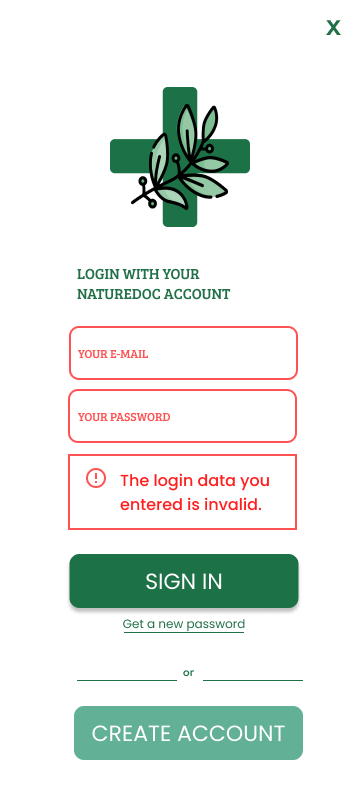 X
LOGIN WITH YOUR
NATUREDOC ACCOUNT
YOUR E-MAIL
YOUR PASSWORD
The login data you
entered is invalid.
SIGN IN
Get a new password
or
CREATE ACCOUNT